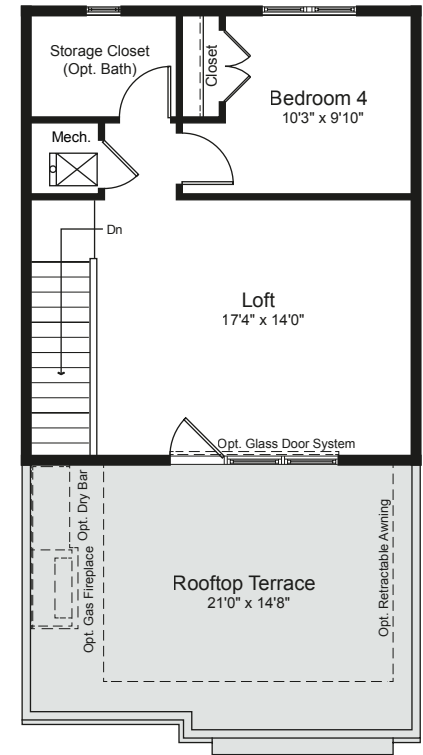 Storage Closet
(Opt. Bath)
Closet
Bedroom 4
10'3" x 9'10"
Mech.
Dn
Loft
17'4" x 14'0"
Opt. Glass Door System
Opt. Dry Bar
Opt. Gas Fireplace
Rooftop Terrace
21'0" x 14'8"
Opt. Retractable Awning